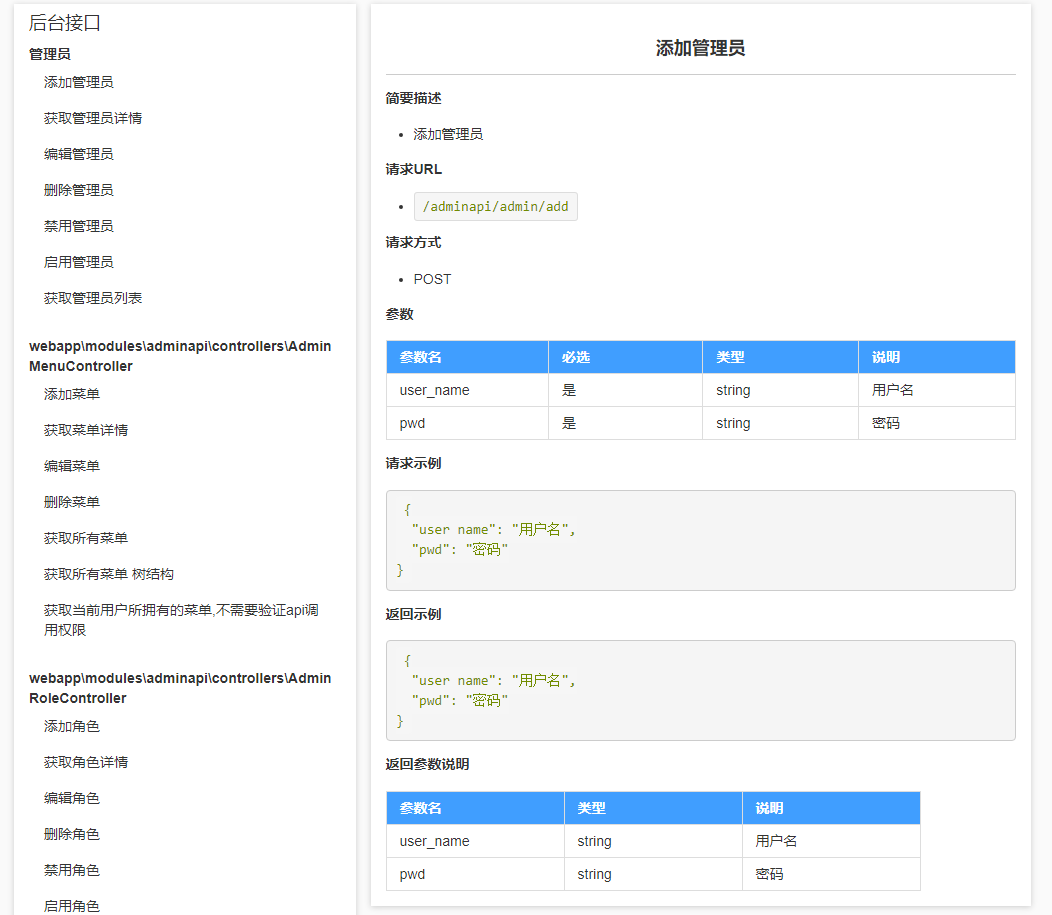 后台接口
管理员
添加管理员
获取管理员详情
编辑管理员
删除管理员
禁用管理员
启用管理员
获取管理员列表
webapp\modules\adminapi\controllers\Admin
MenuController
添加菜单
获取菜单详情
编辑菜单
删除菜单
获取所有菜单
获取所有菜单 树结构
获取当前用户所拥有的菜单,不需要验证api调
用权限
webapp\modules\adminapi\controllers\Admin
RoleController
添加角色
获取角色详情
编辑角色
删除角色
禁用角色
启用角色
添加管理员
简要描述
• 添加管理员
请求URL
• /adminapi/admin/add
请求方式
• POST
参数
参数名 必选 类型 说明
user_name 是 string 用户名
pwd 是 string 密码
请求示例
{
"user name": "用户名",
"pwd": "密码"
}
返回示例
{
"user name": "用户名",
"pwd": "密码"
}
返回参数说明
参数名 类型 说明
user_name string 用户名
pwd string 密码